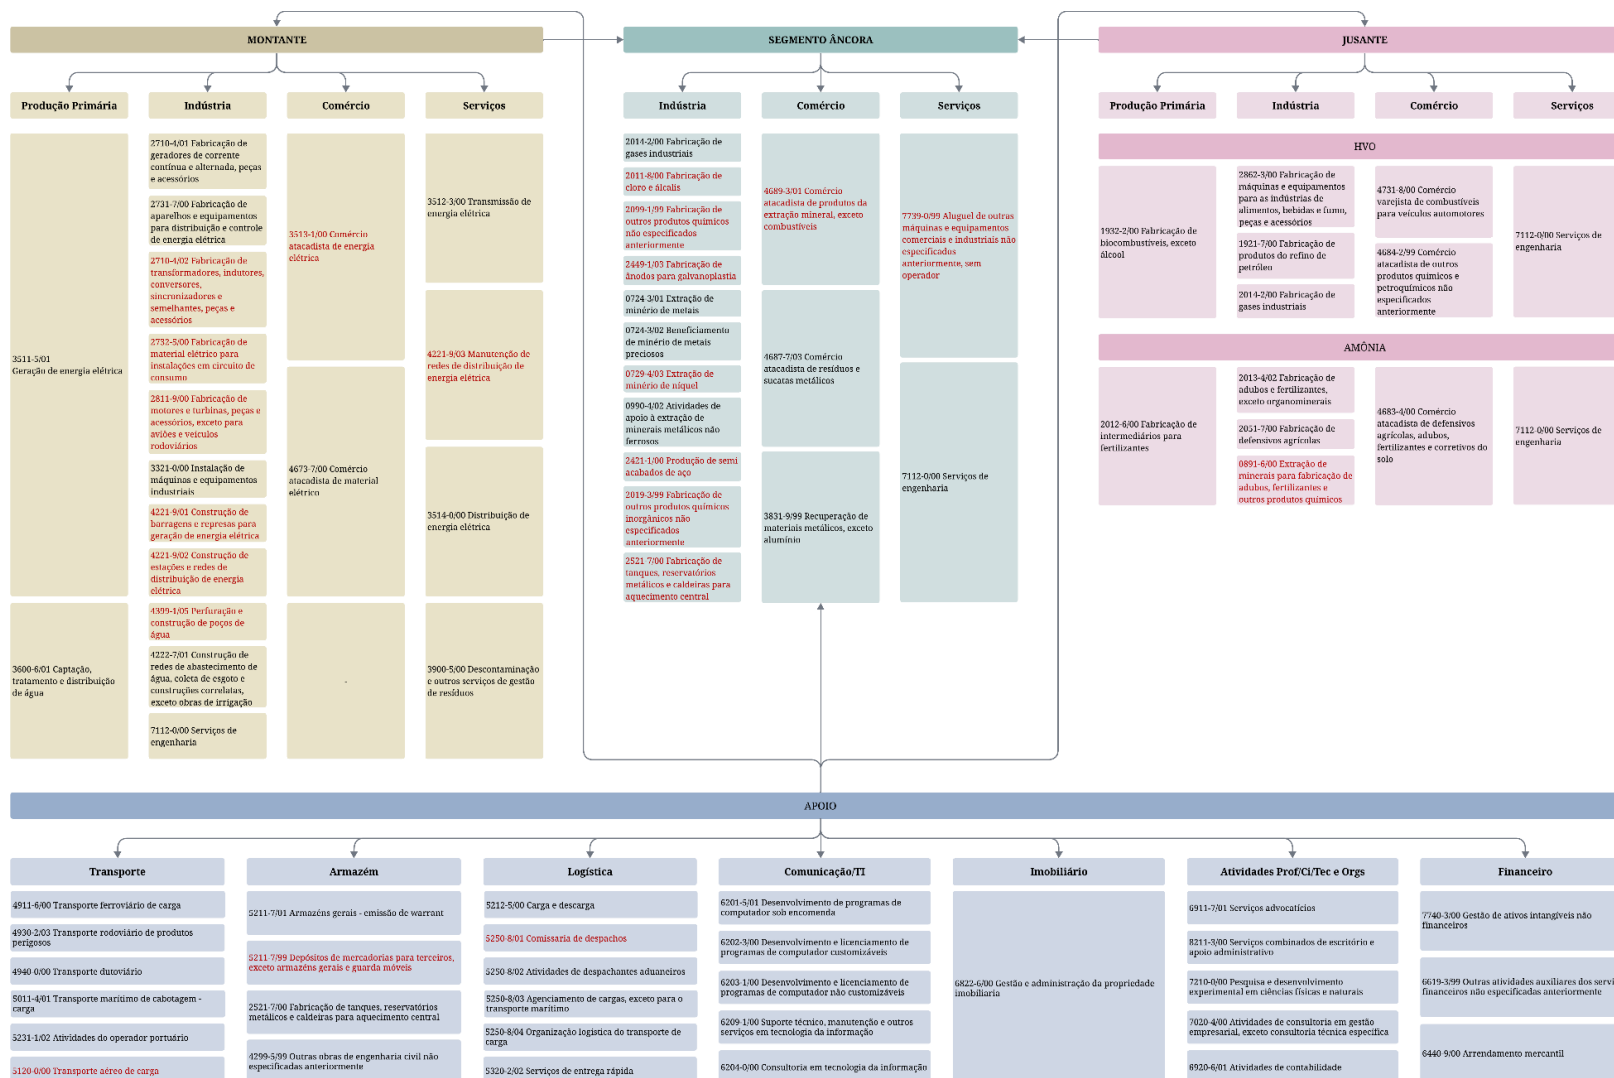 MONTANTE
Produção Primária
Indústria
Comércio
Serviços
3511-5/01
Geração de energia elétrica
3600-6/01 Captação,
tratamento e distribuição
de água
2710-4/01 Fabricação de
geradores de corrente
contínua e alternada, peças
e acessórios
2731-7/00 Fabricação de
aparelhos e equipamentos
para distribuição e controle
de energia elétrica
2710-4/02 Fabricação de
transformadores, indutores,
conversores,
sincronizadores e
semelhantes, peças e
acessórios
2732-5/00 Fabricação de
material elétrico para
instalações em circuito de
consumo
2811-9/00 Fabricação de
motores e turbinas, peças e
acessórios, exceto para
aviões e veículos
rodoviários
3321-0/00 Instalação de
máquinas e equipamentos
industriais
4221-9/01 Construção de
barragens e represas para
geração de energia elétrica
4221-9/02 Construção de
estações e redes de
distribuição de energia
elétrica
4399-1/05 Perfuração e
construção de poços de
água
4222-7/01 Construção de
redes de abastecimento de
água, coleta de esgoto e
construções correlatas,
exceto obras de irrigação
7112-0/00 Serviços de
engenharia
3513-1/00 Comércio
atacadista de energia
elétrica
4673-7/00 Comércio
atacadista de material
elétrico
-
3512-3/00 Transmissão de
energia elétrica
4221-9/03 Manutenção de
redes de distribuição de
energia elétrica
3514-0/00 Distribuição de
energia elétrica
3900-5/00 Descontaminação
e outros serviços de gestão
de resíduos
SEGMENTO ÂNCORA
Indústria
Comércio
Serviços
2014-2/00 Fabricação de
gases industriais
2011-8/00 Fabricação de
cloro e álcalis
2099-1/99 Fabricação de
outros produtos químicos
não especificados
anteriormente
2449-1/03 Fabricação de
ânodos para galvanoplastia
0724-3/01 Extração de
minério de metais
0724-3/02 Beneficiamento
de minério de metais
preciosos
0729-4/03 Extração de
minério de níquel
0990-4/02 Atividades de
apoio à extração de
minerais metálicos não
ferrosos
2421-1/00 Produção de semi
acabados de aço
2019-3/99 Fabricação de
outros produtos químicos
inorgânicos não
especificados
anteriormente
2521-7/00 Fabricação de
tanques, reservatórios
metálicos e caldeiras para
aquecimento central
4689-3/01 Comércio
atacadista de produtos da
extração mineral, exceto
combustíveis
4687-7/03 Comércio
atacadista de resíduos e
sucatas metálicos
3831-9/99 Recuperação de
materiais metálicos, exceto
alumínio
7739-0/99 Aluguel de outras
máquinas e equipamentos
comerciais e industriais não
especificados
anteriormente, sem
operador
7112-0/00 Serviços de
engenharia
JUSANTE
Produção Primária
Indústria
Comércio
Serviços
HVO
1932-2/00 Fabricação de
biocombustíveis, exceto
álcool
2862-3/00 Fabricação de
máquinas e equipamentos
para as indústrias de
alimentos, bebidas e fumo,
peças e acessórios
1921-7/00 Fabricação de
produtos do refino de
petróleo
2014-2/00 Fabricação de
gases industriais
4731-8/00 Comércio
varejista de combustíveis
para veículos automotores
4684-2/99 Comércio
atacadista de outros
produtos químicos e
petroquímicos não
especificados
anteriormente
7112-0/00 Serviços de
engenharia
AMÔNIA
2012-6/00 Fabricação de
intermediários para
fertilizantes
2013-4/02 Fabricação de
adubos e fertilizantes,
exceto organominerais
2051-7/00 Fabricação de
defensivos agrícolas
0891-6/00 Extração de
minerais para fabricação de
adubos, fertilizantes e
outros produtos químicos
4683-4/00 Comércio
atacadista de defensivos
agrícolas, adubos,
fertilizantes e corretivos do
solo
7112-0/00 Serviços de
engenharia
APOIO
Transporte
4911-6/00 Transporte ferroviário de carga
4930-2/03 Transporte rodoviário de produtos
perigosos
4940-0/00 Transporte dutoviário
5011-4/01 Transporte marítimo de cabotagem -
carga
5231-1/02 Atividades do operador portuário
5120-0/00 Transporte aéreo de carga
Armazém
5211-7/01 Armazéns gerais - emissão de warrant
5211-7/99 Depósitos de mercadorias para terceiros,
exceto armazéns gerais e guarda móveis
2521-7/00 Fabricação de tanques, reservatórios
metálicos e caldeiras para aquecimento central
4299-5/99 Outras obras de engenharia civil não
especificadas anteriormente
Logística
5212-5/00 Carga e descarga
5250-8/01 Comissaria de despachos
5250-8/02 Atividades de despachantes aduaneiros
5250-8/03 Agenciamento de cargas, exceto para o
transporte marítimo
5250-8/04 Organização logística do transporte de
carga
5320-2/02 Serviços de entrega rápida
Comunicação/TI
6201-5/01 Desenvolvimento de programas de
computador sob encomenda
6202-3/00 Desenvolvimento e licenciamento de
programas de computador customizáveis
6203-1/00 Desenvolvimento e licenciamento de
programas de computador não customizáveis
6209-1/00 Suporte técnico, manutenção e outros
serviços em tecnologia da informação
6204-0/00 Consultoria em tecnologia da informação
Imobiliário
6822-6/00 Gestão e administração da propriedade
imobiliaria
Atividades Prof/Ci/Tec e Orgs
6911-7/01 Serviços advocatícios
8211-3/00 Serviços combinados de escritório e
apoio administrativo
7210-0/00 Pesquisa e desenvolvimento
experimental em ciências físicas e naturais
7020-4/00 Atividades de consultoria em gestão
empresarial, exceto consultoria técnica específica
6920-6/01 Atividades de contabilidade
Financeiro
7740-3/00 Gestão de ativos intangíveis não
financeiros
6619-3/99 Outras atividades auxiliares dos servi
financeiros não especificadas anteriormente
6440-9/00 Arrendamento mercantil